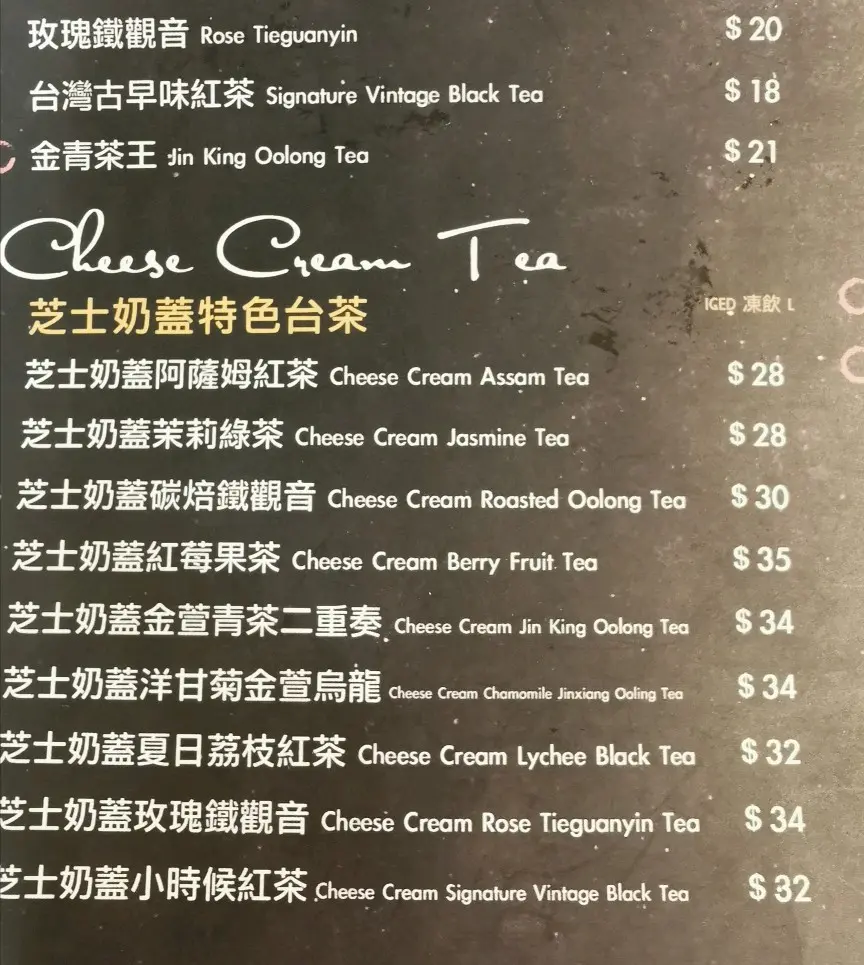 玫瑰鐵觀音 Rose Tieguanyin $20
台灣古早味紅茶 Signature Vintage Black Tea $18
金青茶王 Jin King Oolong Tea $21
Cheese Cream Tea
芝士奶蓋特色台茶 ICED 凍飲 L
芝士奶蓋阿薩姆紅茶 Cheese Cream Assam Tea $28
芝士奶蓋茉莉綠茶 Cheese Cream Jasmine Tea $28
芝士奶蓋碳焙鐵觀音 Cheese Cream Roasted Oolong Tea $30
芝士奶蓋紅莓果茶 Cheese Cream Berry Fruit Tea $35
芝士奶蓋金萱青茶二重奏 Cheese Cream Jin King Oolong Tea $34
芝士奶蓋洋甘菊金萱烏龍 Cheese Cream Chamomile Jinxiang Ooling Tea $34
芝士奶蓋夏日荔枝紅茶 Cheese Cream Lychee Black Tea $32
芝士奶蓋玫瑰鐵觀音 Cheese Cream Rose Tieguanyin Tea $34
芝士奶蓋小時候紅茶 Cheese Cream Signature Vintage Black Tea $32